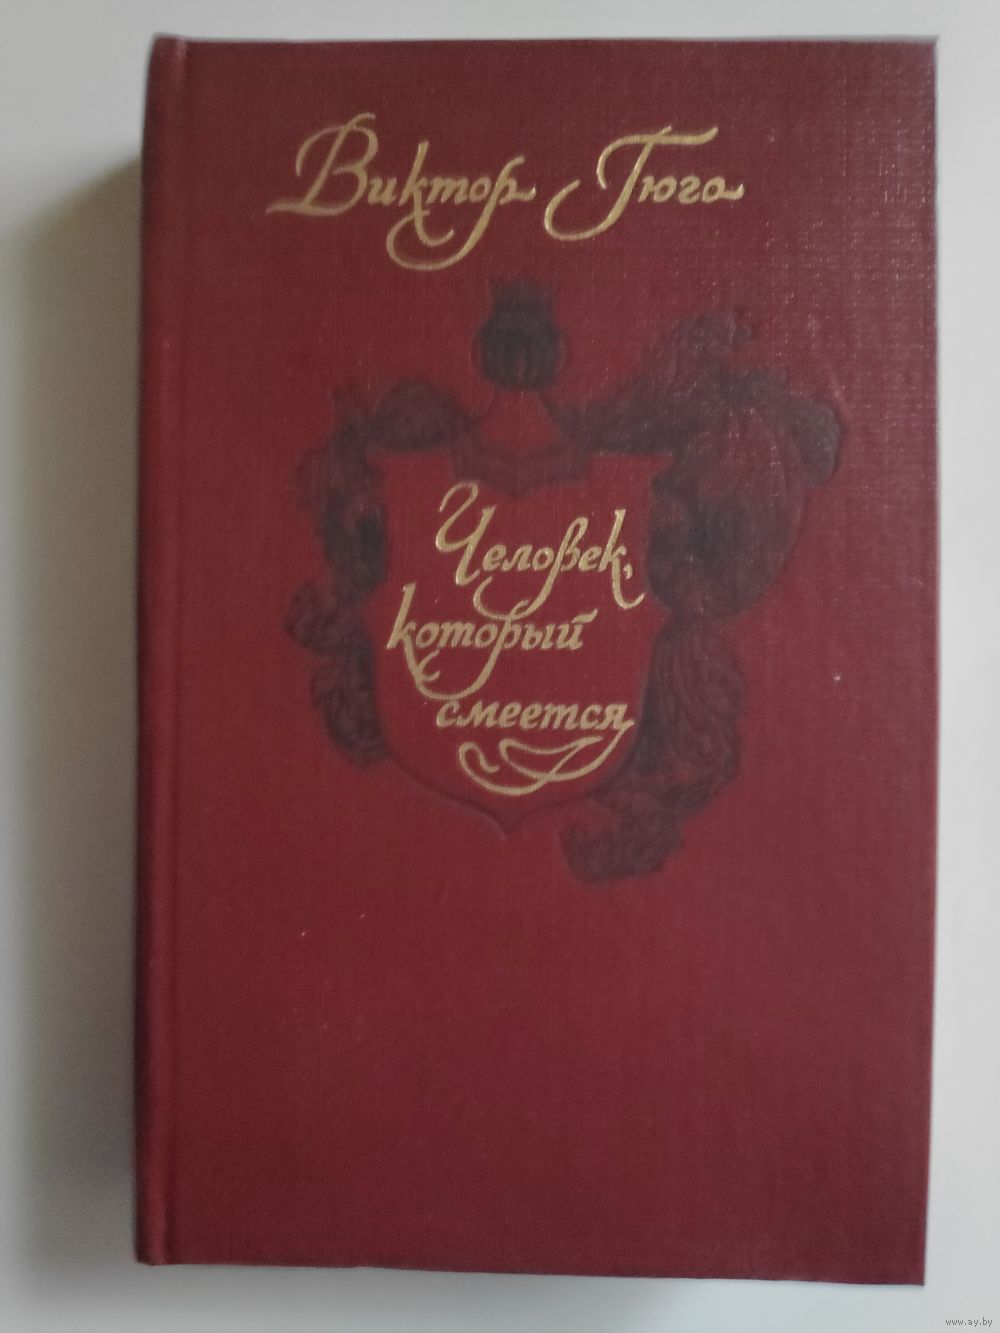 Виктор Гюго
Человек,
который
смеется
www.ay.by